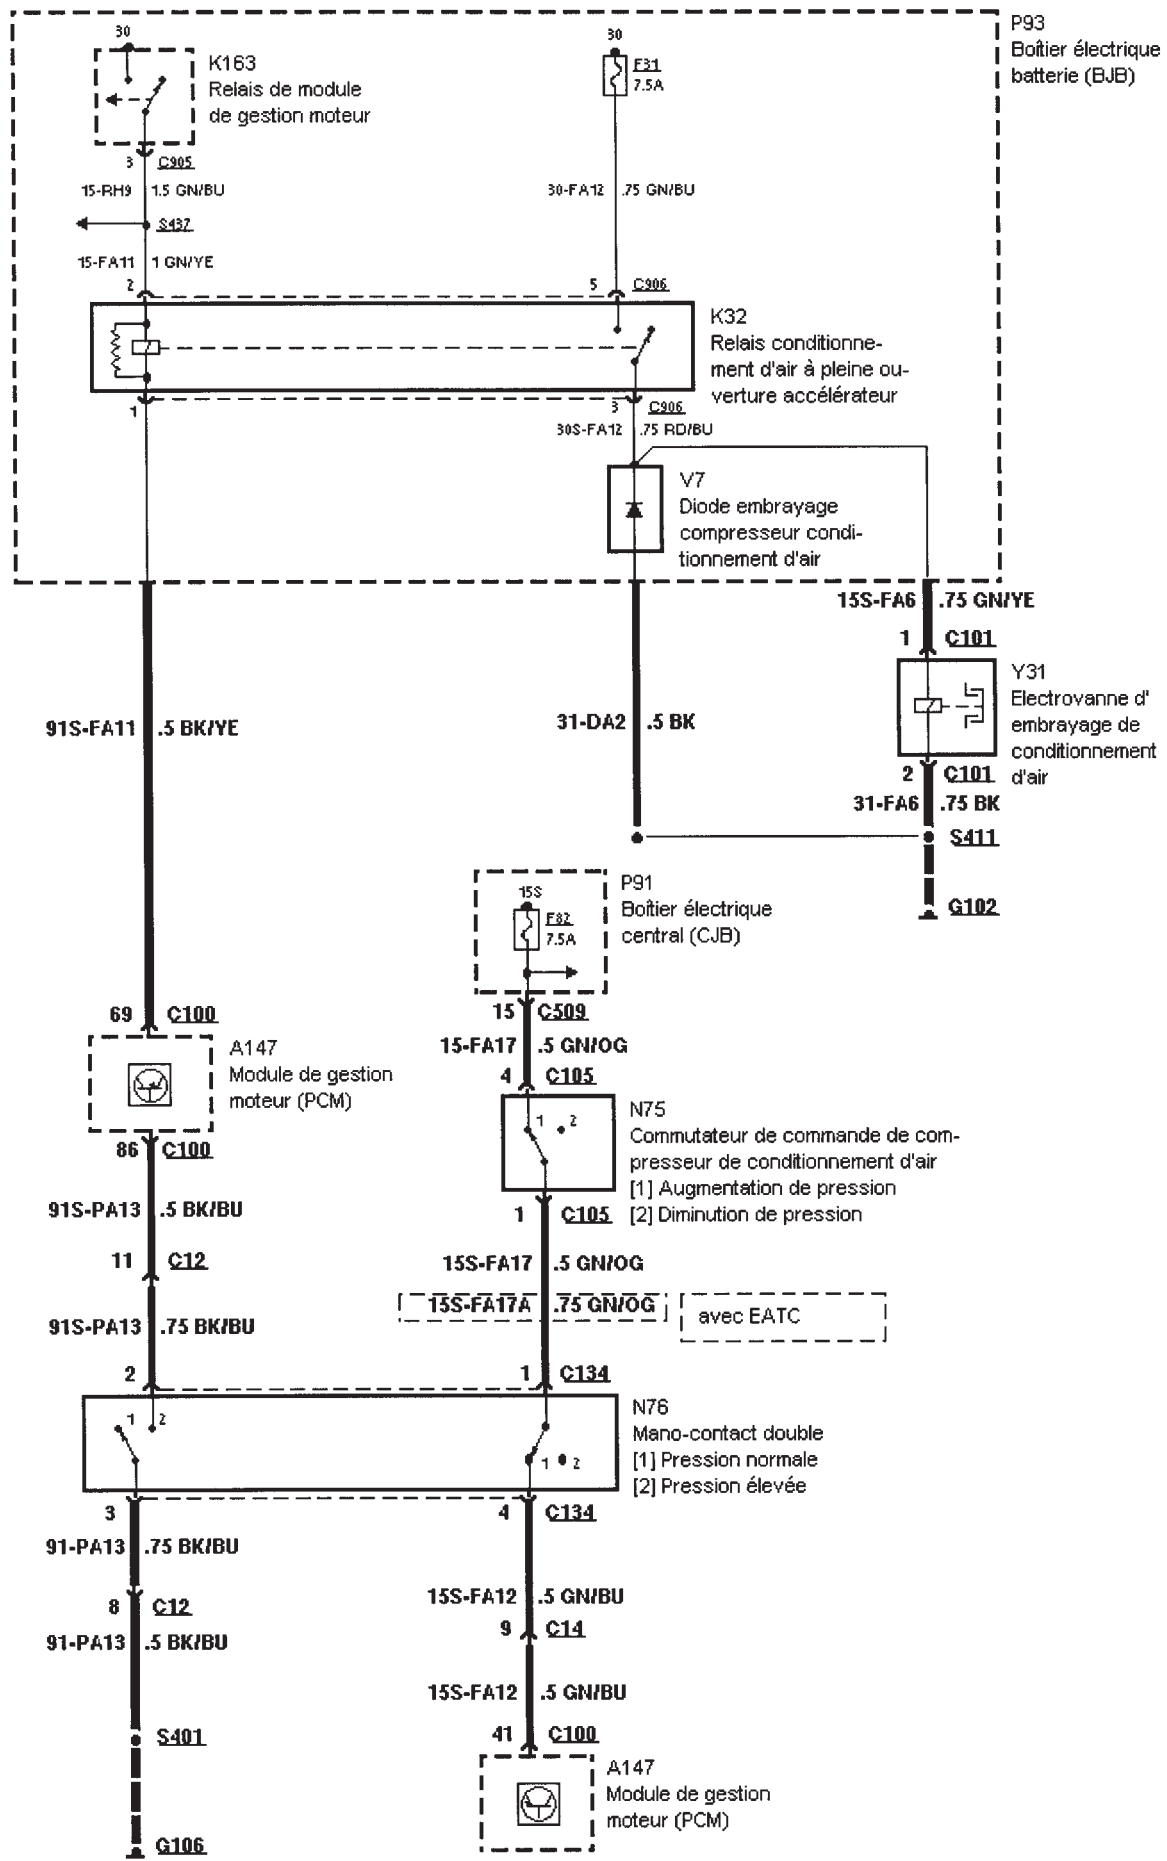 P93
Boîtier électrique
batterie (BJB)
30
K163
Relais de module
de gestion moteur
30
F31
7.5A
3 C905
15-RH9 1.5 GN/BU
30-FA12 .75 GN/BU
S437
15-FA11 1 GN/YE
2
5 C906
K32
Relais conditionne-
ment d'air à pleine ou-
verture accélérateur
1
3 C906
30S-FA12 .75 RD/BU
V7
Diode embrayage
compresseur condi-
tionnement d'air
15S-FA6 .75 GN/YE
1 C101
Y31
Electrovanne d'
embrayage de
conditionnement
d'air
91S-FA11 .5 BK/YE
31-DA2 .5 BK
2 C101
31-FA6 .75 BK
S411
G102
P91
Boîtier électrique
central (CJB)
15S
F82
7.5A
15 C509
69 C100
A147
Module de gestion
moteur (PCM)
15-FA17 .5 GN/OG
4 C105
N75
Commutateur de commande de com-
presseur de conditionnement d'air
[1] Augmentation de pression
[2] Diminution de pression
1 2
86 C100
91S-PA13 .5 BK/BU
1 C105
11 C12
15S-FA17 .5 GN/OG
15S-FA17A .75 GN/OG
avec EATC
91S-PA13 .75 BK/BU
2
1 C134
N76
Mano-contact double
[1] Pression normale
[2] Pression élevée
1 2
1 2
3
4 C134
91-PA13 .75 BK/BU
8 C12
15S-FA12 .5 GN/BU
9 C14
91-PA13 .5 BK/BU
15S-FA12 .5 GN/BU
S401
41 C100
A147
Module de gestion
moteur (PCM)
G106